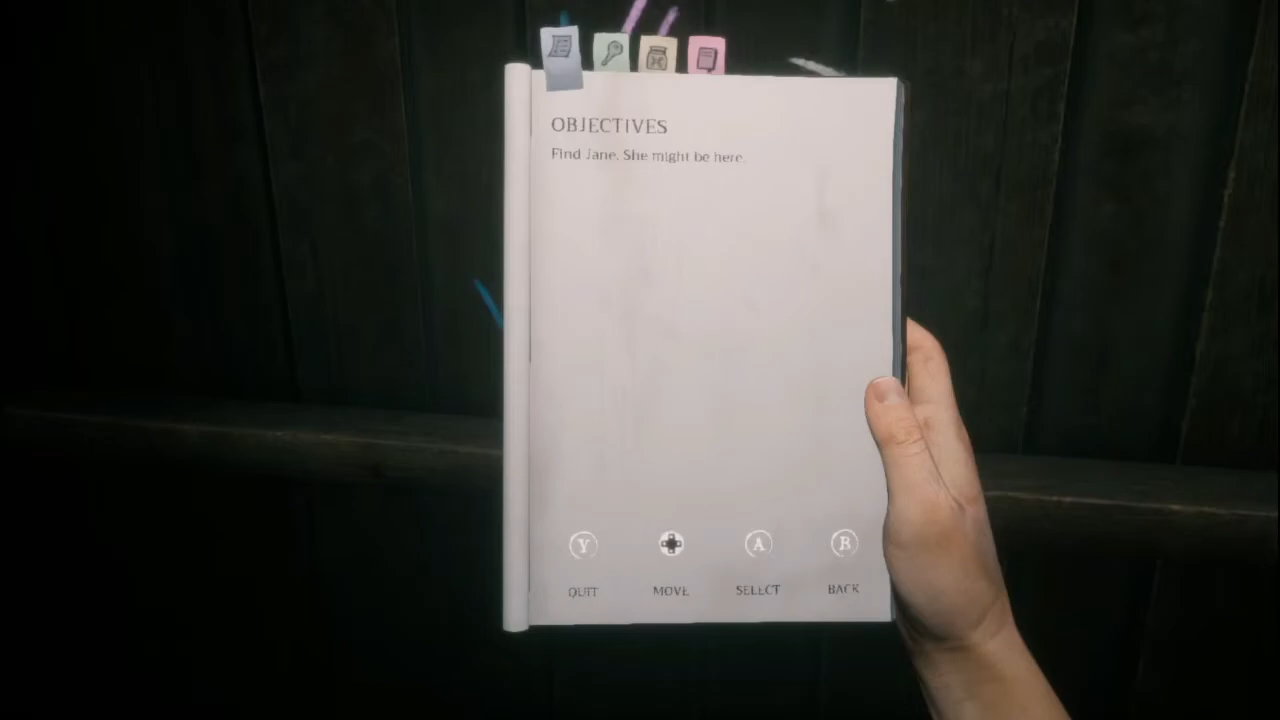 OBJECTIVES
Find Jane. She might be here.
Y A B
QUIT MOVE SELECT BACK